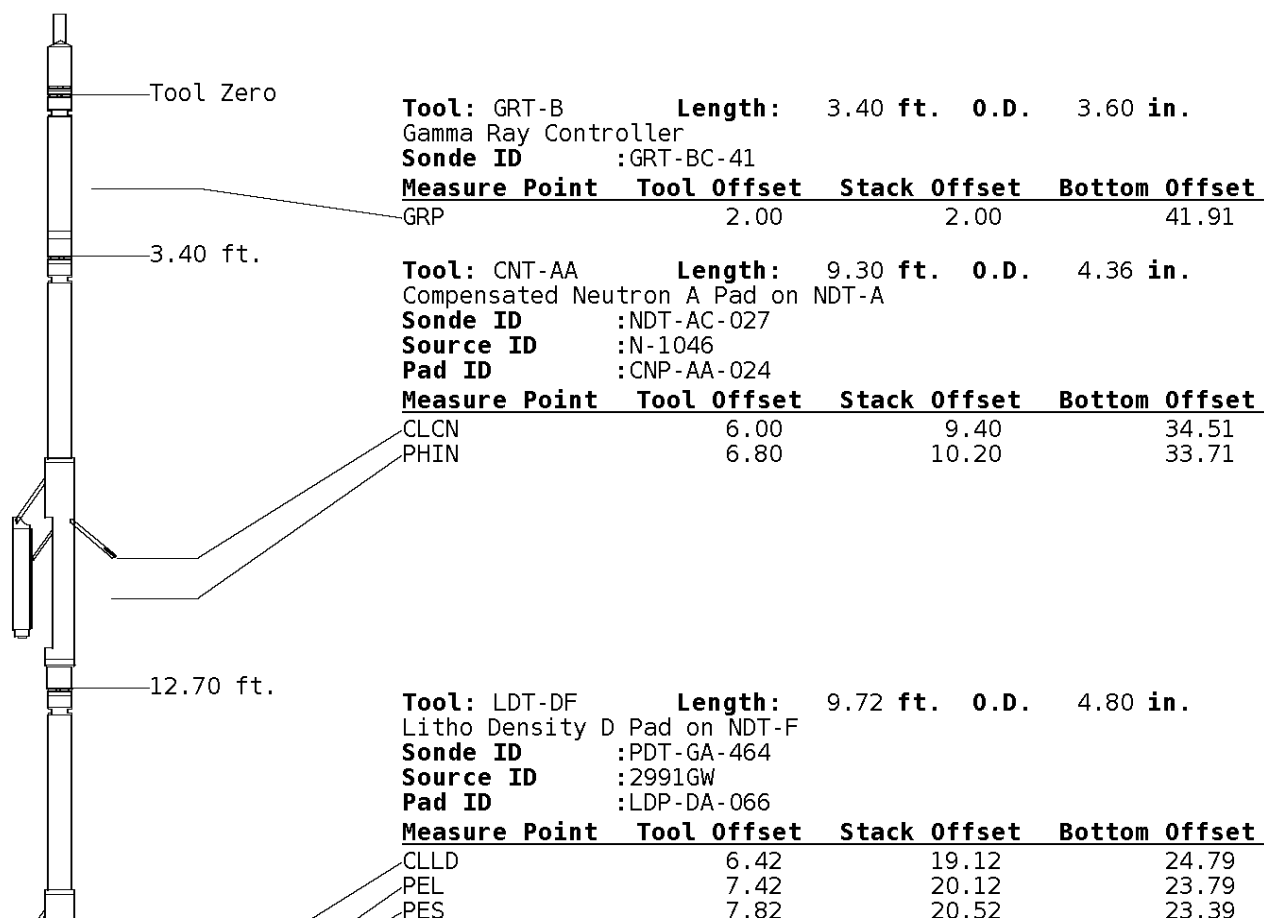 Tool Zero
Tool: GRT-B Length: 3.40 ft. O.D. 3.60 in.
Gamma Ray Controller
Sonde ID :GRT-BC-41
Measure Point Tool Offset Stack Offset Bottom Offset
GRP 2.00 2.00 41.91
3.40 ft.
Tool: CNT-AA Length: 9.30 ft. O.D. 4.36 in.
Compensated Neutron A Pad on NDT-A
Sonde ID :NDT-AC-027
Source ID :N-1046
Pad ID :CNP-AA-024
Measure Point Tool Offset Stack Offset Bottom Offset
CLCN 6.00 9.40 34.51
PHIN 6.80 10.20 33.71
12.70 ft.
Tool: LDT-DF Length: 9.72 ft. O.D. 4.80 in.
Litho Density D Pad on NDT-F
Sonde ID :PDT-GA-464
Source ID :2991GW
Pad ID :LDP-DA-066
Measure Point Tool Offset Stack Offset Bottom Offset
CLLD 6.42 19.12 24.79
PEL 7.42 20.12 23.79
PES 7.82 20.52 23.39